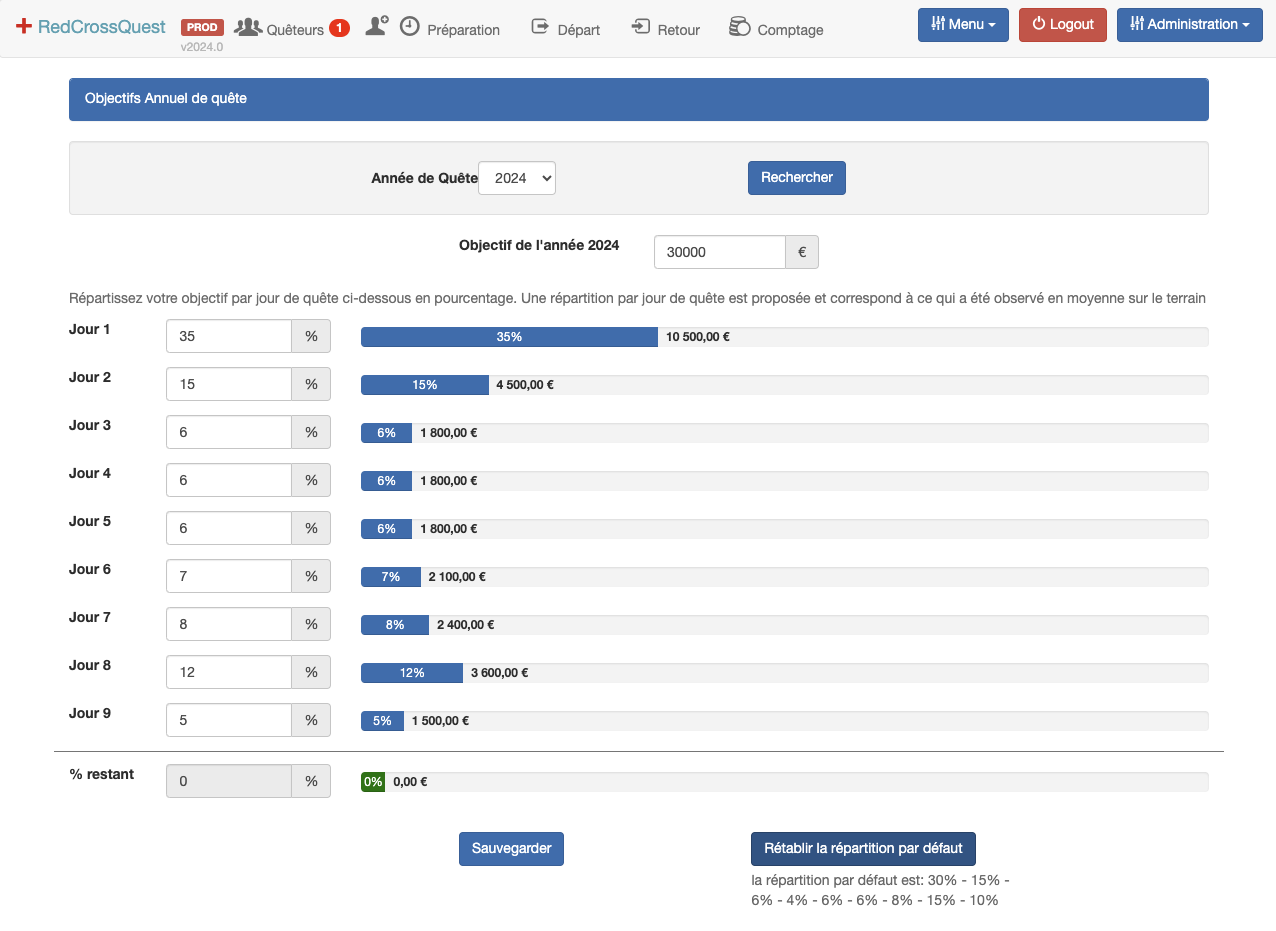 RedCrossQuest PROD Quêteurs 1 Préparation Départ Retour Comptage Menu Logout Administration
v2024.0
Objectifs Annuel de quête
Année de Quête 2024 Rechercher
Objectif de l'année 2024 30000 €
Répartissez votre objectif par jour de quête ci-dessous en pourcentage. Une répartition par jour de quête est proposée et correspond à ce qui a été observé en moyenne sur le terrain
Jour 1 35 % 35% 10 500,00 €
Jour 2 15 % 15% 4 500,00 €
Jour 3 6 % 6% 1 800,00 €
Jour 4 6 % 6% 1 800,00 €
Jour 5 6 % 6% 1 800,00 €
Jour 6 7 % 7% 2 100,00 €
Jour 7 8 % 8% 2 400,00 €
Jour 8 12 % 12% 3 600,00 €
Jour 9 5 % 5% 1 500,00 €
% restant 0 % 0% 0,00 €
Sauvegarder Rétablir la répartition par défaut
la répartition par défaut est: 30% - 15% -
6% - 4% - 6% - 6% - 8% - 15% - 10%